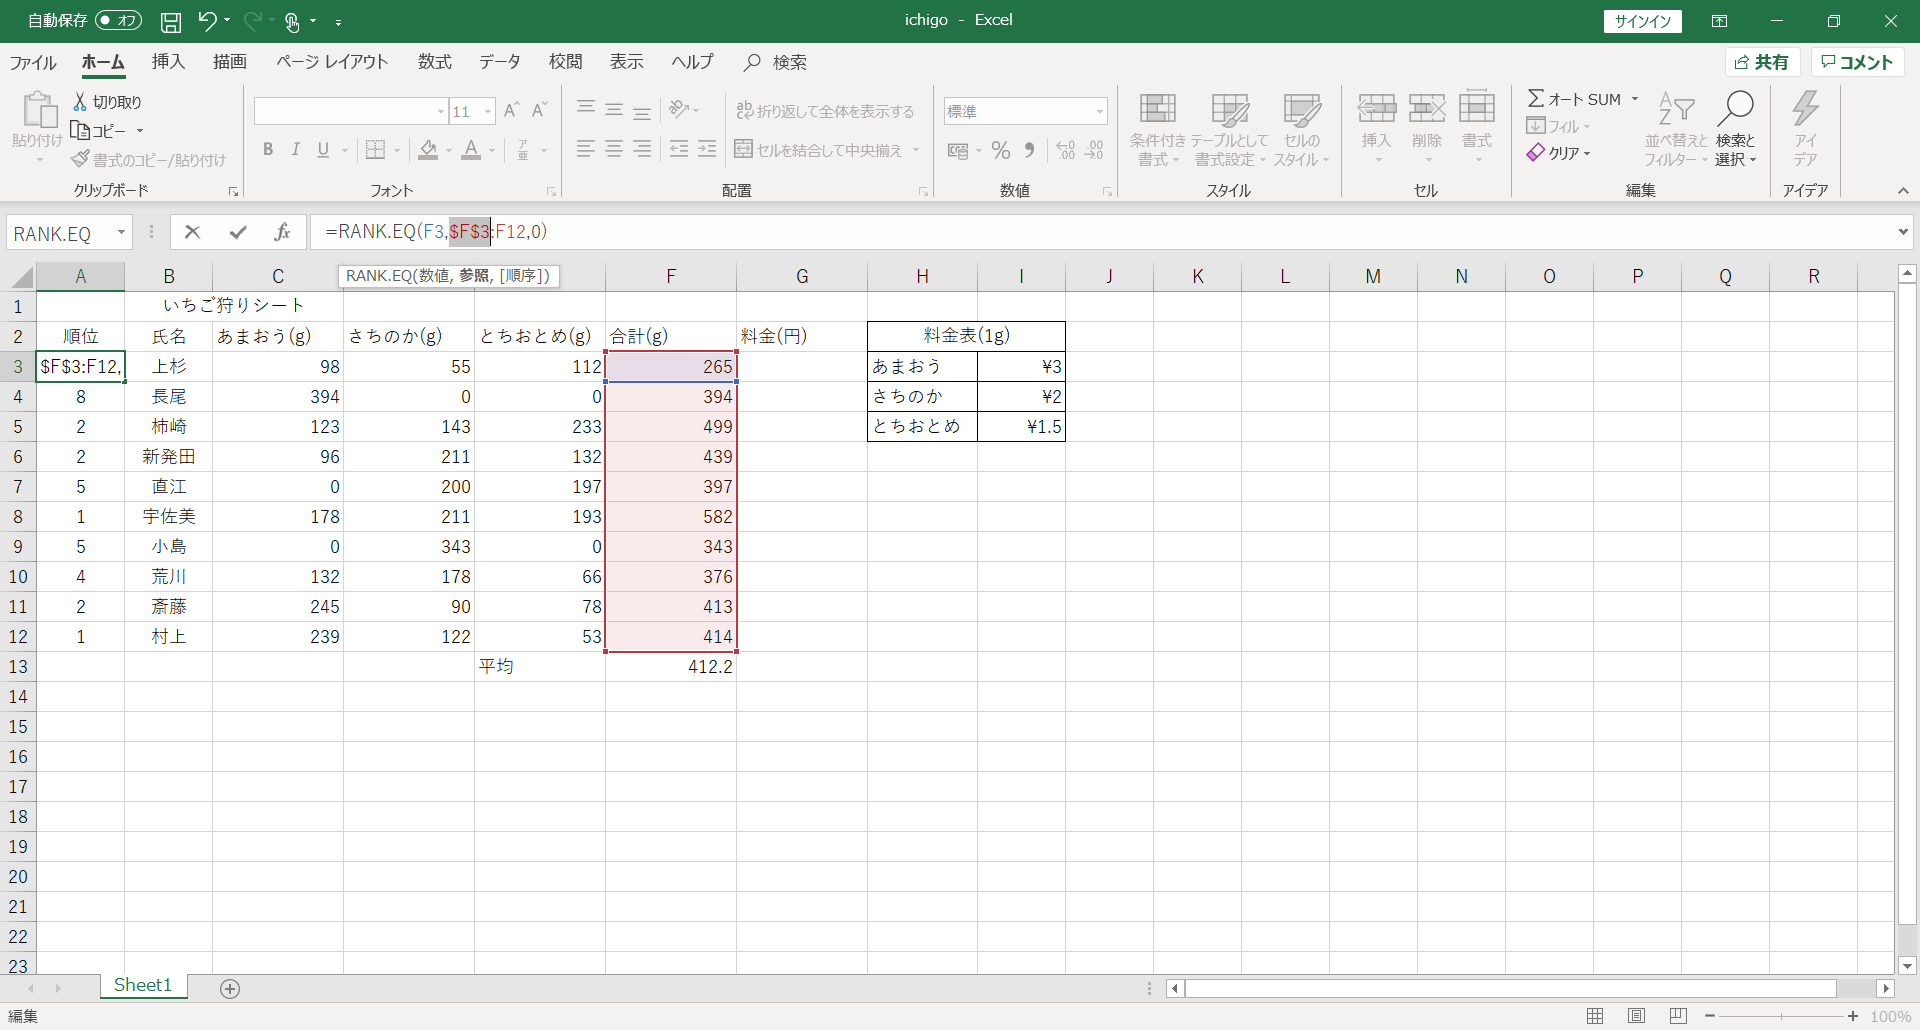 自動保存 オフ
ichigo - Excel
サインイン
ファイル ホーム 挿入 描画 ページ レイアウト 数式 データ 校閲 表示 ヘルプ 検索
共有 コメント
貼り付け
切り取り
コピー
書式のコピー/貼り付け
クリップボード
11
B I U
A
ア亜
フォント
ab 折り返して全体を表示する
セルを結合して中央揃え
配置
標準
% 9
数値
条件付き書式
テーブルとして書式設定
セルのスタイル
スタイル
挿入 削除 書式
セル
オート SUM
フィル
クリア
並べ替えとフィルター
検索と選択
編集
アイデア
アイデア
RANK.EQ
fx
=RANK.EQ(F3,$F$3:F12,0)
RANK.EQ(数値, 参照, [順序])
A B C F G H I J K L M N O P Q R
1 いちご狩りシート
2 順位 氏名 あまおう(g) さちのか(g) とちおとめ(g) 合計(g) 料金(円) 料金表(1g)
3 $F$3:F12, 上杉 98 55 112 265 あまおう ¥3
4 8 長尾 394 0 0 394 さちのか ¥2
5 2 柿崎 123 143 233 499 とちおとめ ¥1.5
6 2 新発田 96 211 132 439
7 5 直江 0 200 197 397
8 1 宇佐美 178 211 193 582
9 5 小島 0 343 0 343
10 4 荒川 132 178 66 376
11 2 斎藤 245 90 78 413
12 1 村上 239 122 53 414
13 平均 412.2
14
15
16
17
18
19
20
21
22
23
Sheet1
編集
100%